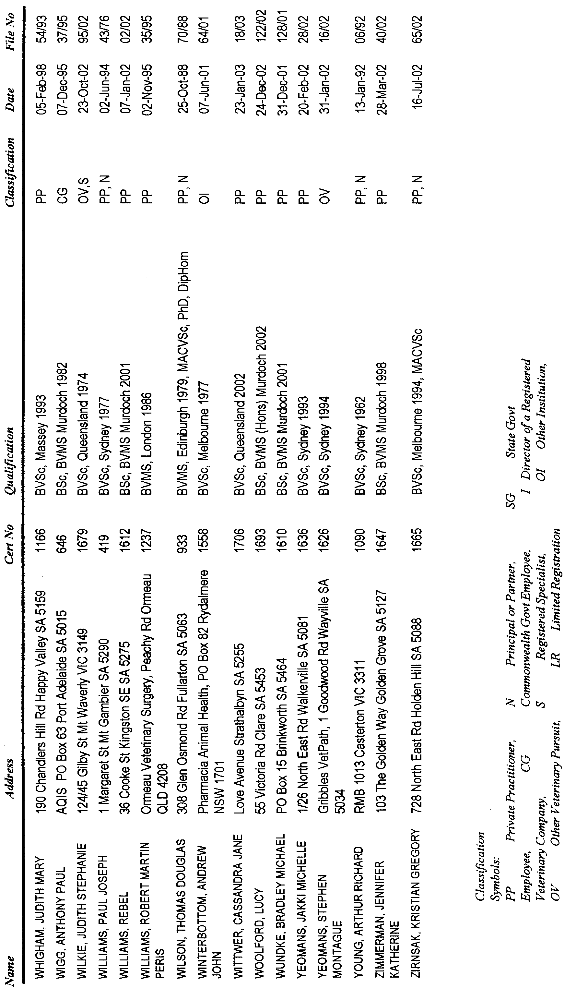 Name Address Cert No Qualification Classification Date File No
WHIGHAM, JUDITH MARY 190 Chandlers Hill Rd Happy Valley SA 5159 1166 BVSc, Massey 1993 PP 05-Feb-98 54/93
WIGG, ANTHONY PAUL AQIS PO Box 63 Port Adelaide SA 5015 646 BSc, BVMS Murdoch 1982 CG 07-Dec-95 37/95
WILKIE, JUDITH STEPHANIE 124/45 Gilby St Mt Waverly VIC 3149 1679 BVSc, Queensland 1974 OV,S 23-Oct-02 95/02
WILLIAMS, PAUL JOSEPH 1 Margaret St Mt Gambier SA 5290 419 BVSc, Sydney 1977 PP, N 02-Jun-94 43/76
WILLIAMS, REBEL 36 Cooke St Kingston SE SA 5275 1612 BSc, BVMS Murdoch 2001 PP 07-Jan-02 02/02
WILLIAMS, ROBERT MARTIN Ormeau Veterinary Surgery, Peachy Rd Ormeau 1237 BVMS, London 1986 PP 02-Nov-95 35/95
PERIS QLD 4208
WILSON, THOMAS DOUGLAS 308 Glen Osmond Rd Fullarton SA 5063 933 BVMS, Edinburgh 1979, MACVSc, PhD, DipHom PP, N 25-Oct-88 70/88
WINTERBOTTOM, ANDREW Pharmacia Animal Health, PO Box 82 Rydalmere 1558 BVSc, Melbourne 1977 OI 07-Jun-01 64/01
JOHN NSW 1701
WITTWER, CASSANDRA JANE Love Avenue Strathalbyn SA 5255 1706 BVSc, Queensland 2002 PP 23-Jan-03 18/03
WOOLFORD, LUCY 55 Victoria Rd Clare SA 5453 1693 BSc, BVMS (Hons) Murdoch 2002 PP 24-Dec-02 122/02
WUNDKE, BRADLEY MICHAEL PO Box 15 Brinkworth SA 5464 1610 BSc, BVMS Murdoch 2001 PP 31-Dec-01 128/01
YEOMANS, JAKKI MICHELLE 1/26 North East Rd Walkerville SA 5081 1636 BVSc, Sydney 1993 PP 20-Feb-02 28/02
YEOMANS, STEPHEN Gribbles VetPath, 1 Goodwood Rd Wayville SA 1626 BVSc, Sydney 1994 OV 31-Jan-02 16/02
MONTAGUE 5034
YOUNG, ARTHUR RICHARD RMB 1013 Casterton VIC 3311 1090 BVSc, Sydney 1962 PP, N 13-Jan-92 06/92
ZIMMERMAN, JENNIFER 103 The Golden Way Golden Grove SA 5127 1647 BSc, BVMS Murdoch 1998 PP 28-Mar-02 40/02
KATHERINE
ZIRNSAK, KRISTIAN GREGORY 728 North East Rd Holden Hill SA 5088 1665 BVSc, Melbourne 1994, MACVSc PP, N 16-Jul-02 65/02
Classification
Symbols:
PP Private Practitioner, N Principal or Partner, SG State Govt
Employee, CG Commonwealth Govt Employee, I Director of a Registered
Veterinary Company, S Registered Specialist, OI Other Institution,
OV Other Veterinary Pursuit, LR Limited Registration